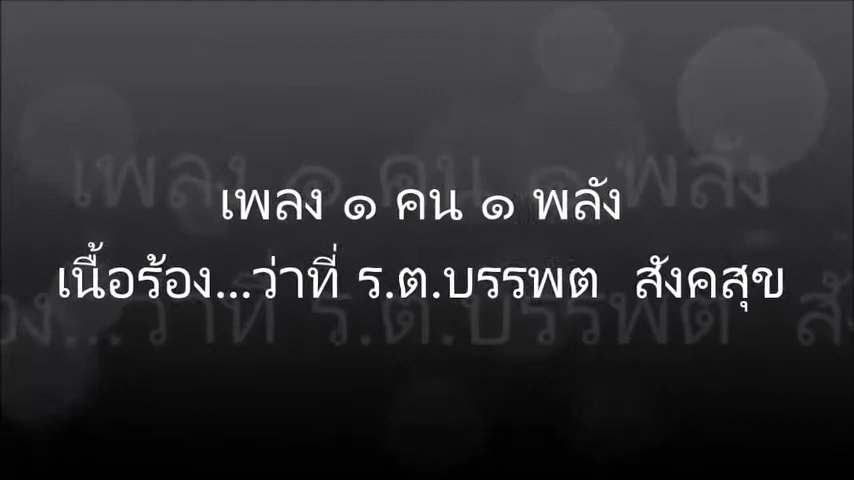 เพลง ๑ คน ๑ พลัง
เนื้อร้อง...ว่าที่ ร.ต.บรรพต สังคสุข